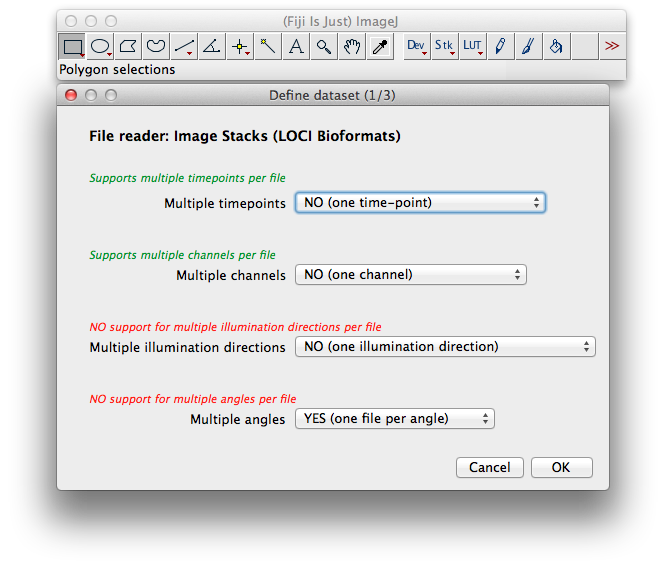 (Fiji Is Just) ImageJ
A Dev Stk LUT >>
Polygon selections
Define dataset (1/3)
File reader: Image Stacks (LOCI Bioformats)
Supports multiple timepoints per file
Multiple timepoints NO (one time-point)
Supports multiple channels per file
Multiple channels NO (one channel)
NO support for multiple illumination directions per file
Multiple illumination directions NO (one illumination direction)
NO support for multiple angles per file
Multiple angles YES (one file per angle)
Cancel OK